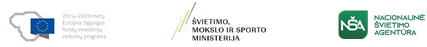 2014–2020 metų
Europos Sąjungos
fondų investicijų
veiksmų programa
ŠVIETIMO,
MOKSLO IR SPORTO
MINISTERIJA
NŠA
NACIONALINĖ
ŠVIETIMO
AGENTŪRA